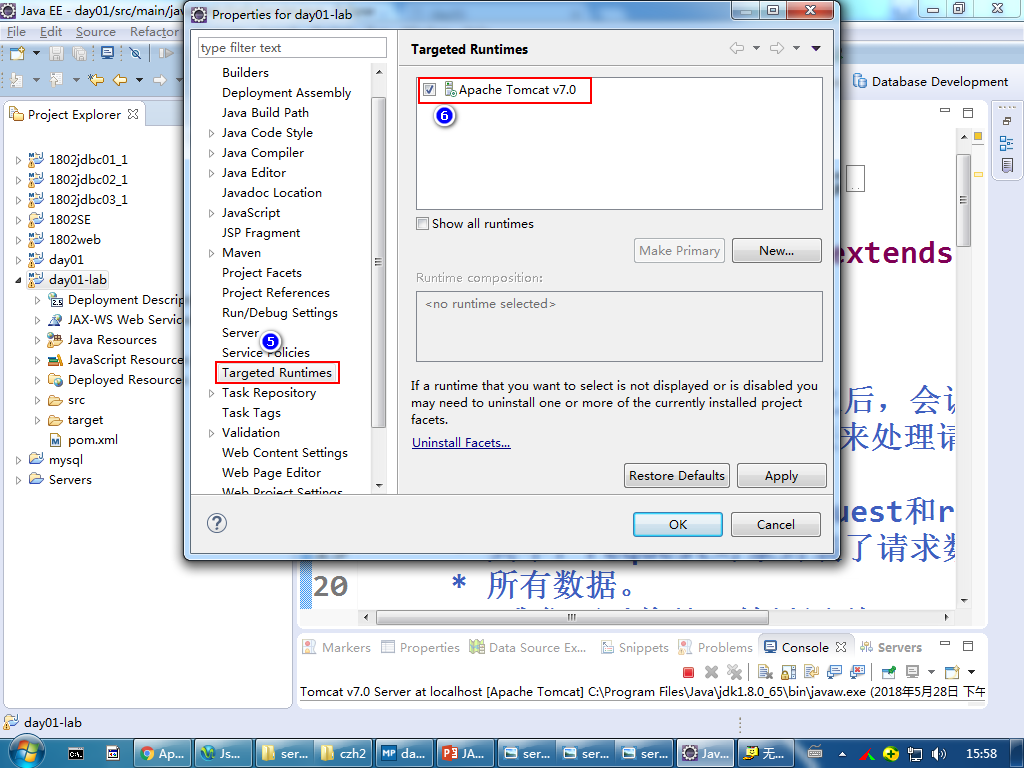 Java EE - day01/src/main/jav
Properties for day01-lab
File Edit Source Refactor
type filter text
Targeted Runtimes
Database Development
Project Explorer
Builders
Deployment Assembly
Java Build Path
Java Code Style
Java Compiler
Java Editor
Javadoc Location
JavaScript
JSP Fragment
Maven
Project Facets
Project References
Run/Debug Settings
Server
5
Service Policies
Targeted Runtimes
Task Repository
Task Tags
Validation
Web Content Settings
Web Page Editor
Web Project Settings
Apache Tomcat v7.0
6
Show all runtimes
Make Primary New...
Runtime composition:
<no runtime selected>
If a runtime that you want to select is not displayed or is disabled you
may need to uninstall one or more of the currently installed project
facets.
Uninstall Facets...
Restore Defaults Apply
OK Cancel
1802jdbc01_1
1802jdbc02_1
1802jdbc03_1
1802SE
1802web
day01
day01-lab
Deployment Descrip
JAX-WS Web Servic
Java Resources
JavaScript Resource
Deployed Resource
src
target
pom.xml
mysql
Servers
extends
后，会
来处理请
uest和r
了请求数
20 * 所有数据。
Markers Properties Data Source Ex... Snippets Problems Console Servers
Tomcat v7.0 Server at localhost [Apache Tomcat] C:\Program Files\Java\jdk1.8.0_65\bin\javaw.exe (2018年5月28日 下午
day01-lab
Ap... Js... ser... czh2 da... JA... ser... ser... ser... Jav... 无... 15:58